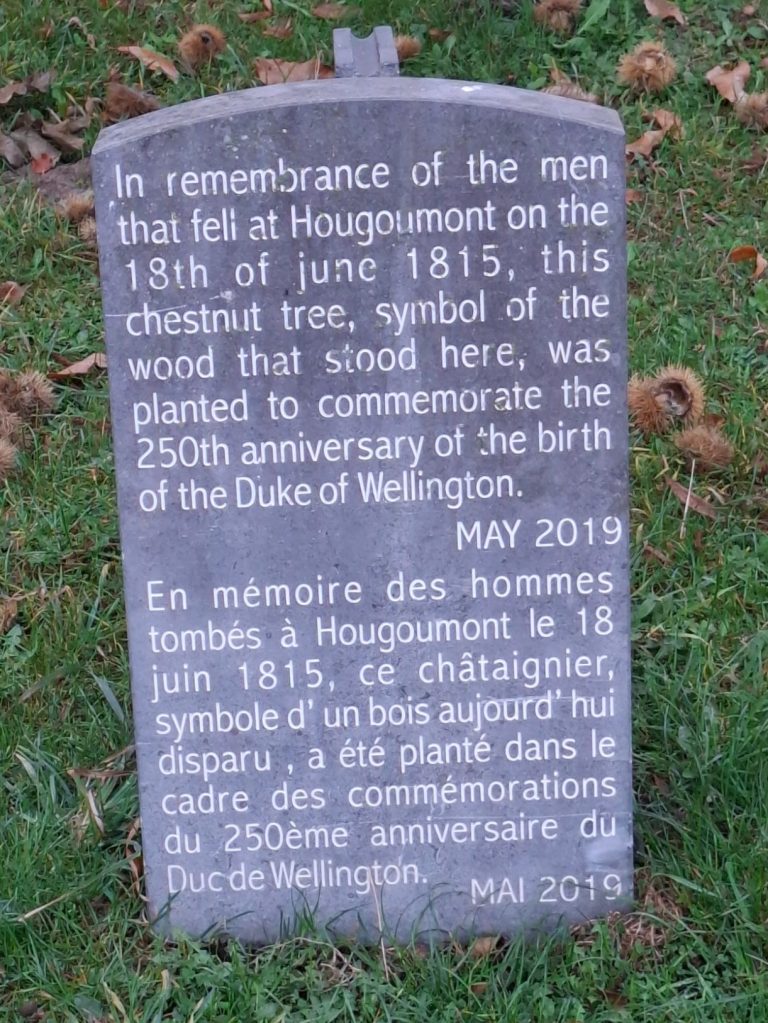 In remembrance of the men
that fell at Hougoumont on the
18th of june 1815, this
chestnut tree, symbol of the
wood that stood here, was
planted to commemorate the
250th anniversary of the birth
of the Duke of Wellington.
MAY 2019
En mémoire des hommes
tombés à Hougoumont le 18
juin 1815, ce châtaignier,
symbole d' un bois aujourd' hui
disparu , a été planté dans le
cadre des commémorations
du 250ème anniversaire du
Duc de Wellington.
MAI 2019